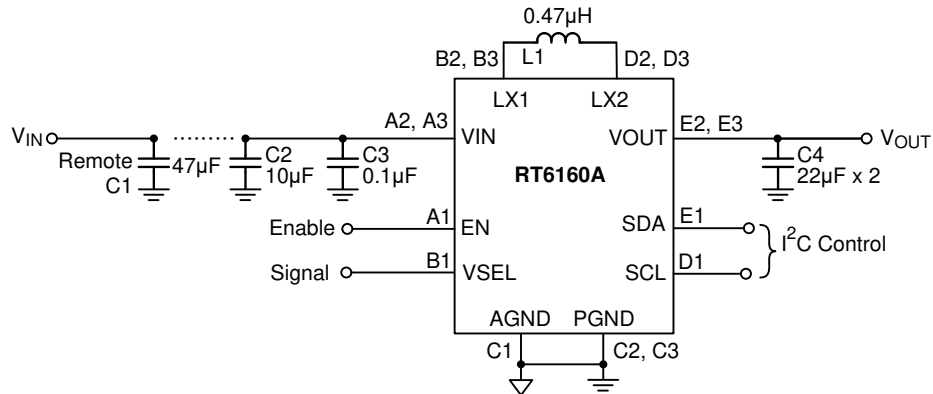 0.47µH
B2, B3
L1
D2, D3
LX1
LX2
V_IN
A2, A3
VIN
VOUT
E2, E3
V_OUT
Remote
C1
47µF
C2
10µF
C3
0.1µF
RT6160A
C4
22µF x 2
Enable
A1
EN
SDA
E1
I²C Control
Signal
B1
VSEL
SCL
D1
AGND
PGND
C1
C2, C3